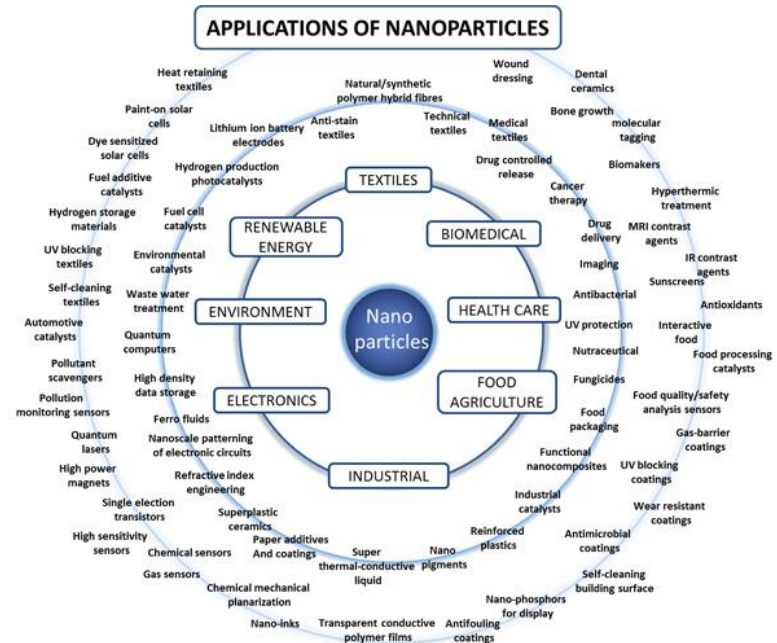 APPLICATIONS OF NANOPARTICLES
Heat retaining
textiles
Paint-on solar
cells
Dye sensitized
solar cells
Fuel additive
catalysts
Hydrogen storage
materials
UV blocking
textiles
Self-cleaning
textiles
Automotive
catalysts
Pollutant
scavengers
Pollution
monitoring sensors
Quantum
lasers
High power
magnets
Single election
transistors
High sensitivity
sensors
Chemical sensors
Gas sensors
Chemical mechanical
planarization
Nano-inks
Transparent conductive
polymer films
Antifouling
coatings
Nano-phosphors
for display
Self-cleaning
building surface
Antimicrobial
coatings
Wear resistant
coatings
UV blocking
coatings
Gas-barrier
coatings
Food quality/safety
analysis sensors
Food processing
catalysts
Interactive
food
Antioxidants
Sunscreens
IR contrast
agents
MRI contrast
agents
Hyperthermic
treatment
Biomakers
molecular
tagging
Bone growth
Dental
ceramics
Wound
dressing
Natural/synthetic
polymer hybrid fibres
Anti-stain
textiles
Lithium ion battery
electrodes
Hydrogen production
photocatalysts
Fuel cell
catalysts
Environmental
catalysts
Waste water
treatment
Quantum
computers
High density
data storage
Ferro fluids
Nanoscale patterning
of electronic circuits
Refractive index
engineering
Superplastic
ceramics
Paper additives
And coatings
Super
thermal-conductive
liquid
Nano
pigments
Reinforced
plastics
Industrial
catalysts
Functional
nanocomposites
Food
packaging
Fungicides
Nutraceutical
UV protection
Antibacterial
Imaging
Drug
delivery
Cancer
therapy
Drug controlled
release
Medical
textiles
Technical
textiles
TEXTILES
RENEWABLE
ENERGY
BIOMEDICAL
ENVIRONMENT
HEALTH CARE
ELECTRONICS
FOOD
AGRICULTURE
INDUSTRIAL
Nano
particles